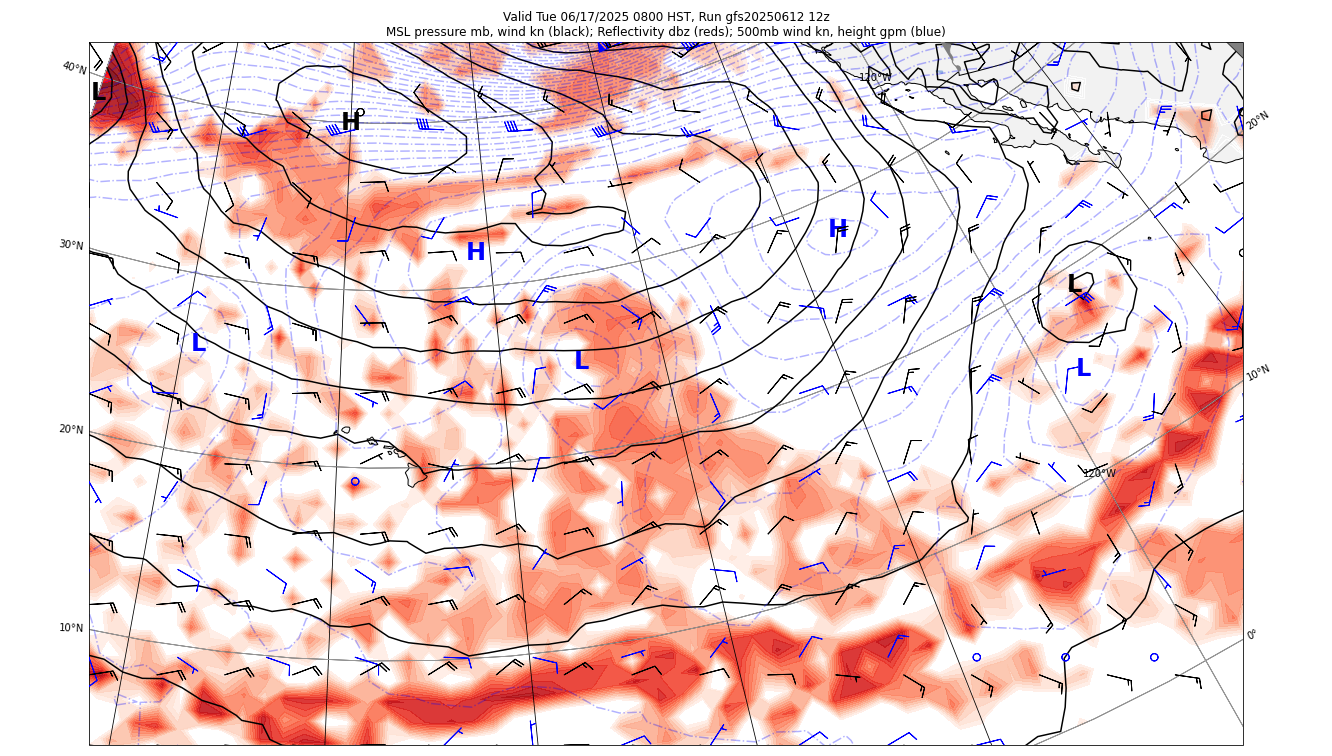 Valid Tue 06/17/2025 0800 HST, Run gfs20250612 12z
MSL pressure mb, wind kn (black); Reflectivity dbz (reds); 500mb wind kn, height gpm (blue)
L
40°N
120°W
L
H
20°N
H
H
30°N
L
L
L
L
10°N
20°N
120°W
10°N
0°